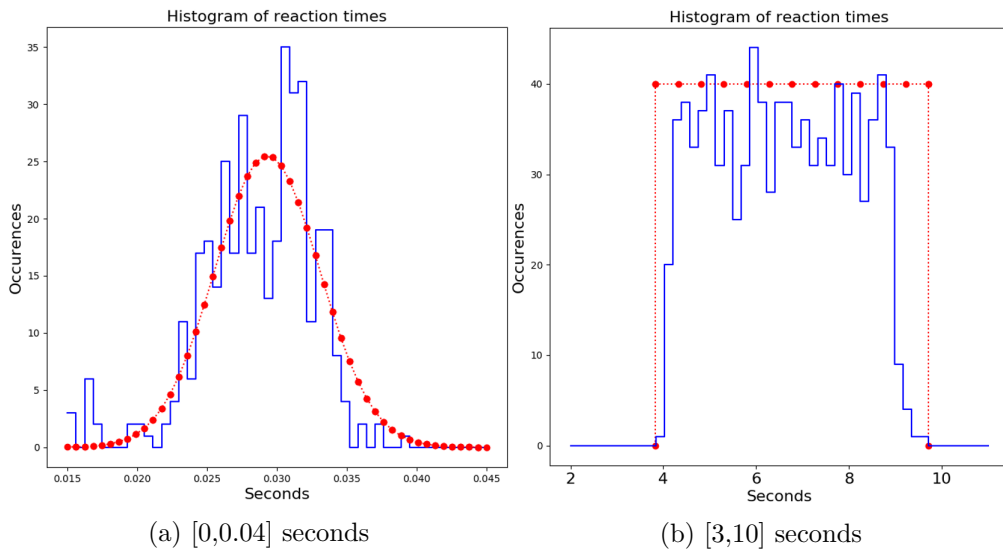 Histogram of reaction times
35
30
25
20
15
10
5
0
Occurences
0.015 0.020 0.025 0.030 0.035 0.040 0.045
Seconds
(a) [0,0.04] seconds
Histogram of reaction times
40
30
20
10
0
Occurences
2 4 6 8 10
Seconds
(b) [3,10] seconds